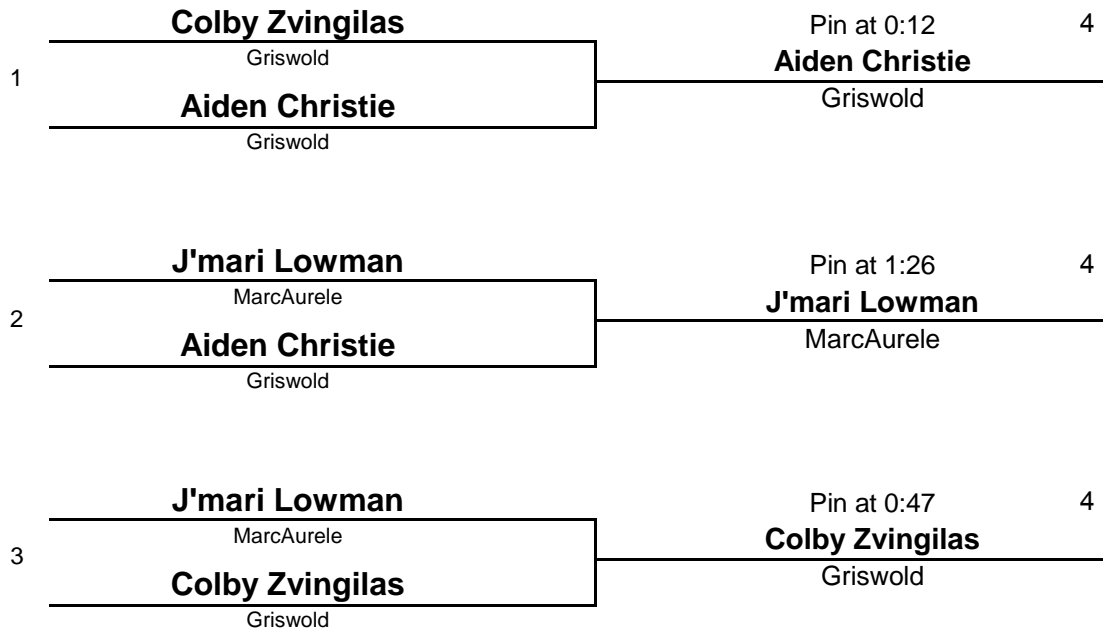 Colby Zvingilas
Griswold
1
Aiden Christie
Griswold
Pin at 0:12 4
Aiden Christie
Griswold
J'mari Lowman
MarcAurele
2
Aiden Christie
Griswold
Pin at 1:26 4
J'mari Lowman
MarcAurele
J'mari Lowman
MarcAurele
3
Colby Zvingilas
Griswold
Pin at 0:47 4
Colby Zvingilas
Griswold